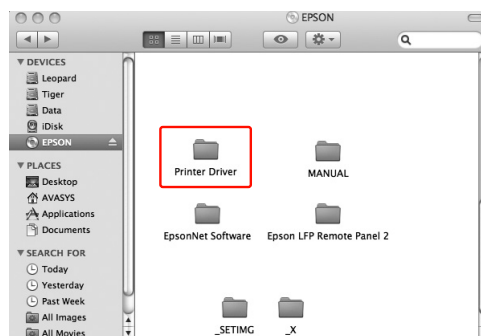 EPSON
DEVICES
Leopard
Tiger
Data
iDisk
EPSON
PLACES
Desktop
AVASYS
Applications
Documents
SEARCH FOR
Today
Yesterday
Past Week
All Images
All Movies
Printer Driver
MANUAL
EpsonNet Software
Epson LFP Remote Panel 2
_SETIMG
_X